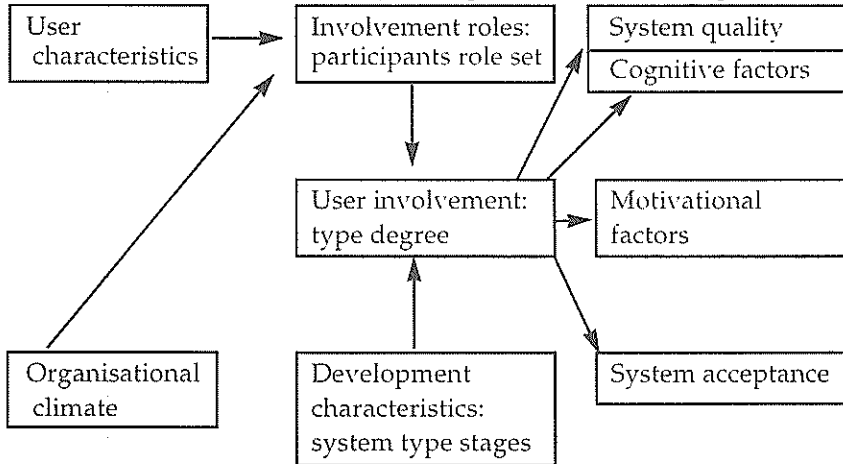 User
characteristics
Involvement roles:
participants role set
System quality
Cognitive factors
User involvement:
type degree
Motivational
factors
Organisational
climate
Development
characteristics:
system type stages
System acceptance